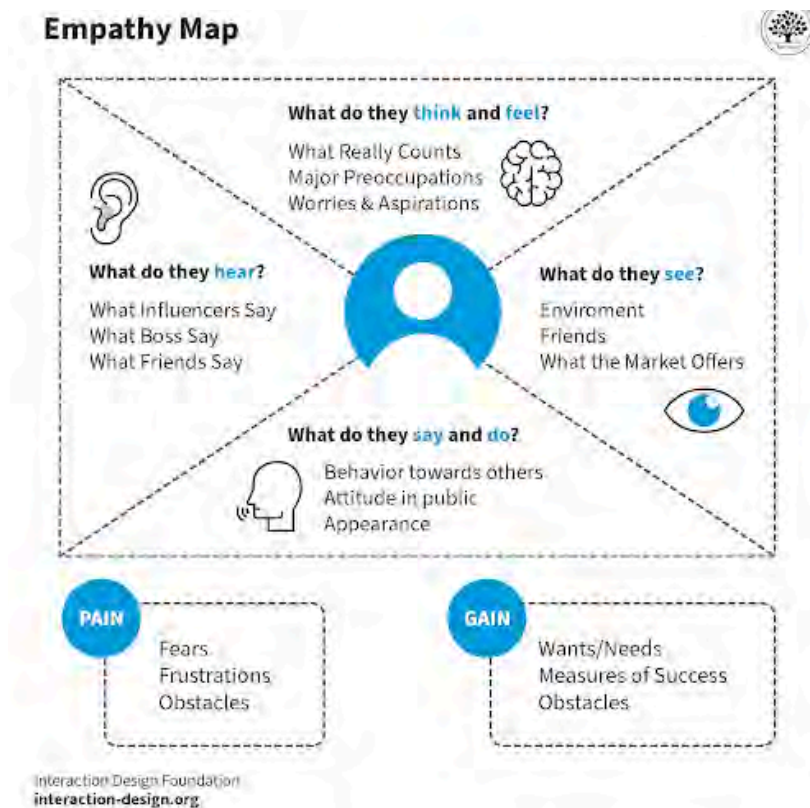 Empathy Map
What do they think and feel?
What Really Counts
Major Preoccupations
Worries & Aspirations
What do they hear?
What Influencers Say
What Boss Say
What Friends Say
What do they see?
Enviroment
Friends
What the Market Offers
What do they say and do?
Behavior towards others
Attitude in public
Appearance
PAIN
Fears
Frustrations
Obstacles
GAIN
Wants/Needs
Measures of Success
Obstacles
Interaction Design Foundation
interaction-design.org